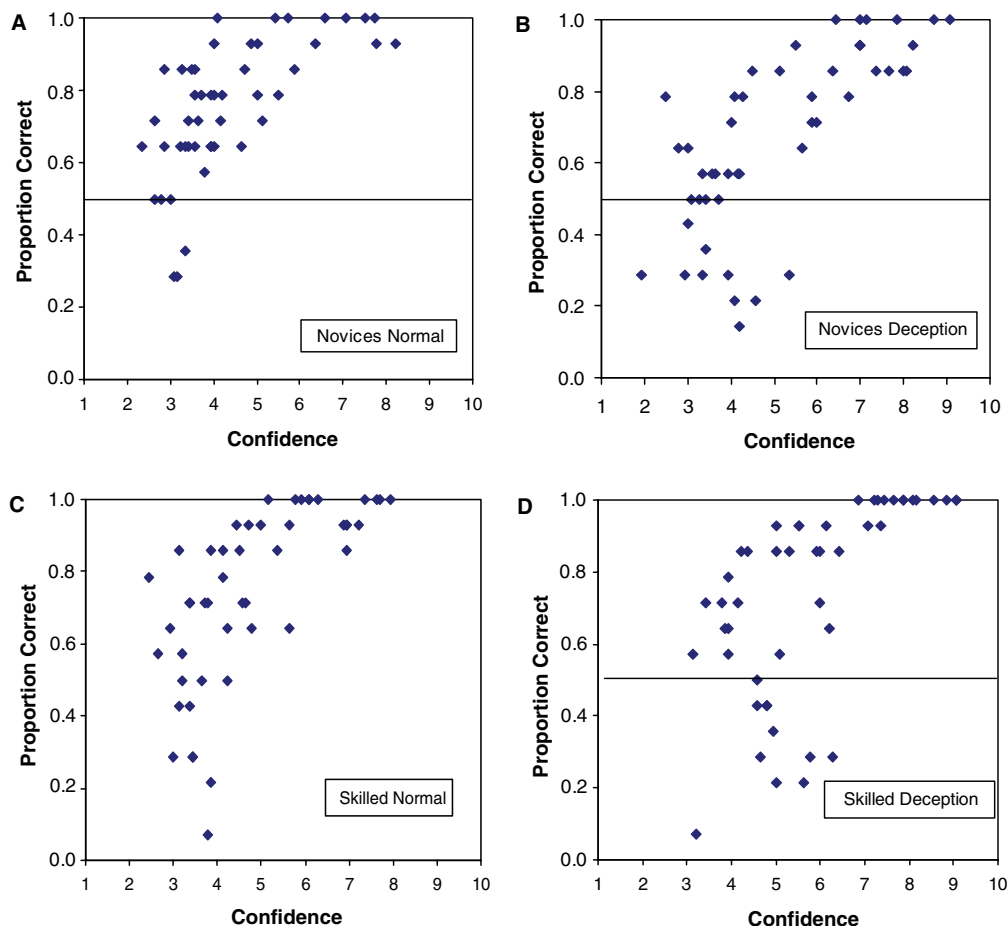 A
1.0
0.8
0.6
0.4
0.2
0.0
Proportion Correct
Novices Normal
1 2 3 4 5 6 7 8 9 10
Confidence
B
1.0
0.8
0.6
0.4
0.2
0.0
Proportion Correct
Novices Deception
1 2 3 4 5 6 7 8 9 10
Confidence
C
1.0
0.8
0.6
0.4
0.2
0.0
Proportion Correct
Skilled Normal
1 2 3 4 5 6 7 8 9 10
Confidence
D
1.0
0.8
0.6
0.4
0.2
0.0
Proportion Correct
Skilled Deception
1 2 3 4 5 6 7 8 9 10
Confidence